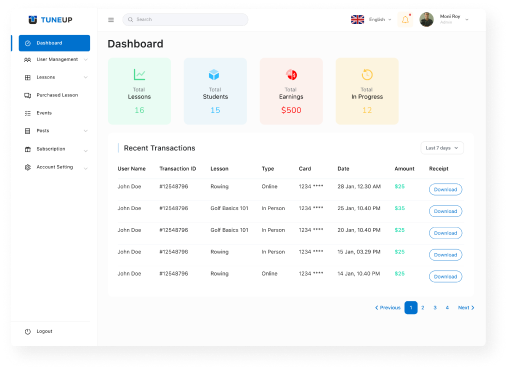 TUNEUP
Search
English
Moni Roy
Dashboard
User Management
Lessons
Purchased Lesson
Events
Posts
Subscription
Account Setting
Logout
Dashboard
Total
Lessons
16
Total
Students
15
Total
Earnings
$500
Total
In Progress
12
Recent Transactions
Last 7 days
User Name Transaction ID Lesson Type Card Date Amount Receipt
John Doe #12548796 Rowing Online 1234 **** 28 Jan, 12.30 AM $25 Download
John Doe #12548796 Golf Basics 101 In Person 1234 **** 25 Jan, 10.40 PM $35 Download
John Doe #12548796 Golf Basics 101 In Person 1234 **** 20 Jan, 10.40 PM $25 Download
John Doe #12548796 Rowing In Person 1234 **** 15 Jan, 03.29 PM $25 Download
John Doe #12548796 Rowing Online 1234 **** 14 Jan, 10.40 PM $25 Download
Previous 1 2 3 4 Next